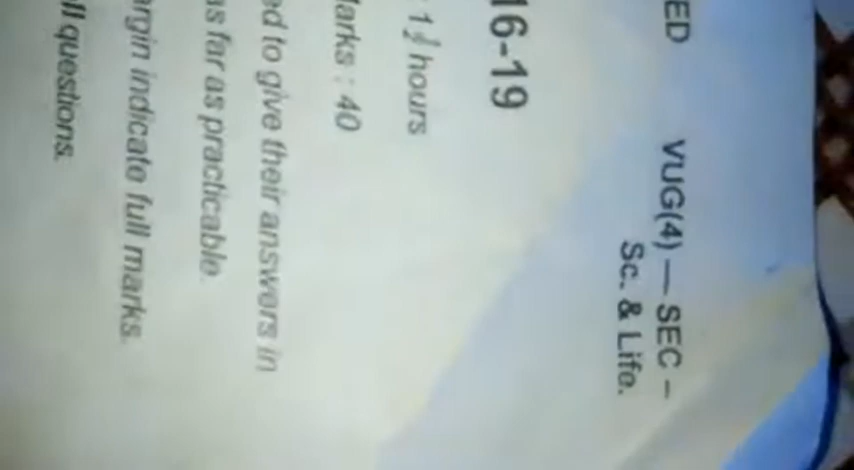 ED VUG(4) — SEC –
Sc. & Life.
16-19
1½ hours
Marks : 40
ed to give their answers in
as far as practicable.
argin indicate full marks.
ll questions.